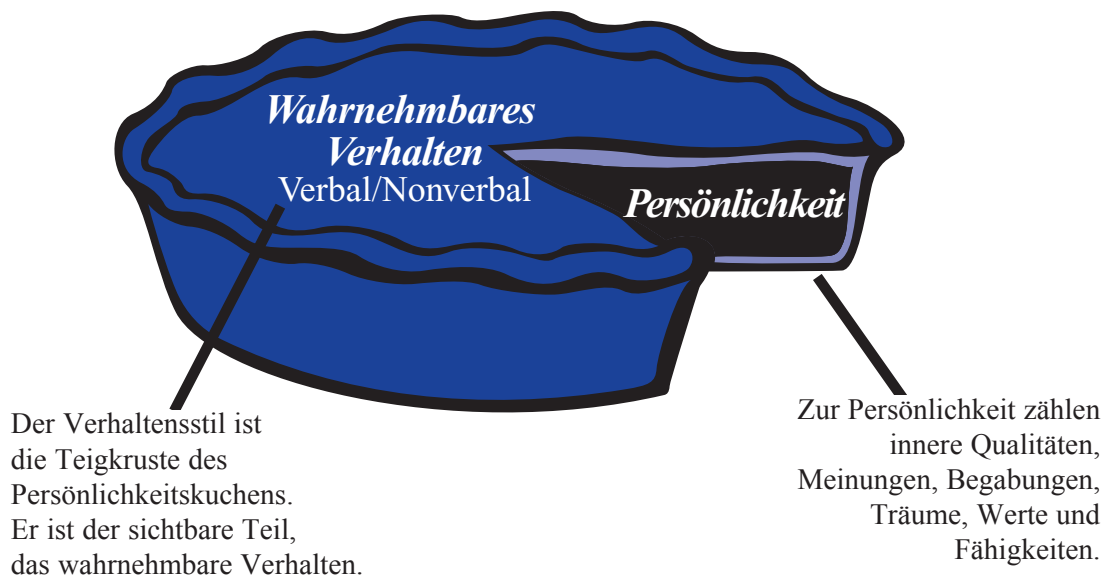 Wahrnehmbares
Verhalten
Verbal/Nonverbal
Persönlichkeit
Der Verhaltensstil ist
die Teigkruste des
Persönlichkeitskuchens.
Er ist der sichtbare Teil,
das wahrnehmbare Verhalten.
Zur Persönlichkeit zählen
innere Qualitäten,
Meinungen, Begabungen,
Träume, Werte und
Fähigkeiten.